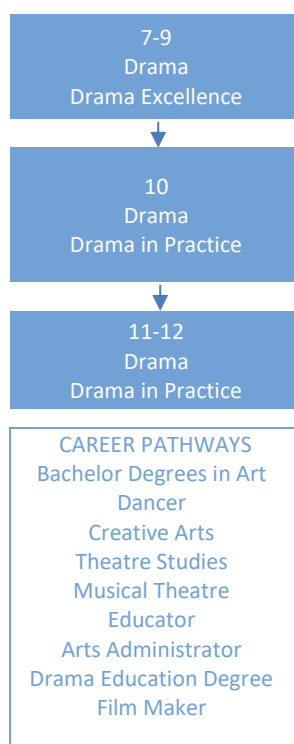 7-9
Drama
Drama Excellence
10
Drama
Drama in Practice
11-12
Drama
Drama in Practice
CAREER PATHWAYS
Bachelor Degrees in Art
Dancer
Creative Arts
Theatre Studies
Musical Theatre
Educator
Arts Administrator
Drama Education Degree
Film Maker